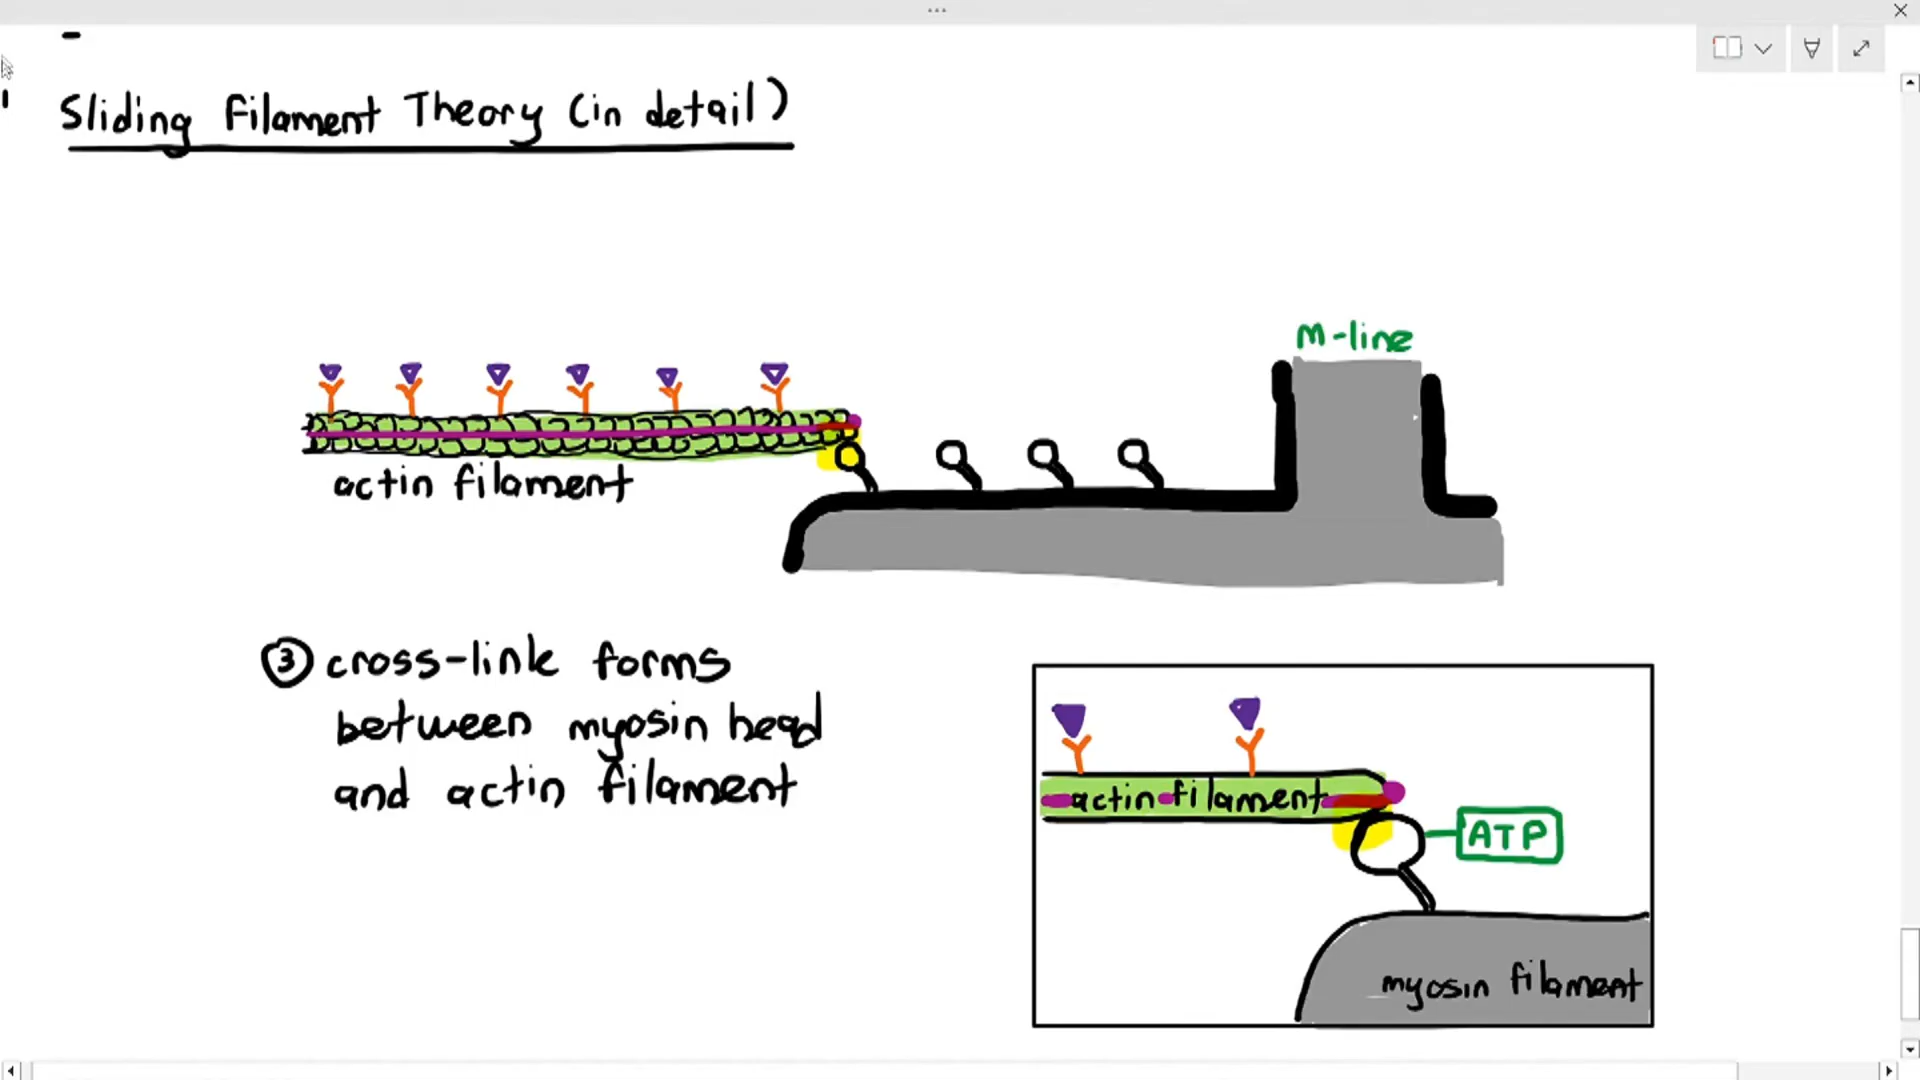 Sliding Filament Theory (in detail)
M-line
actin filament
③ cross-link forms
between myosin head
and actin filament
actin filament
ATP
myosin filament